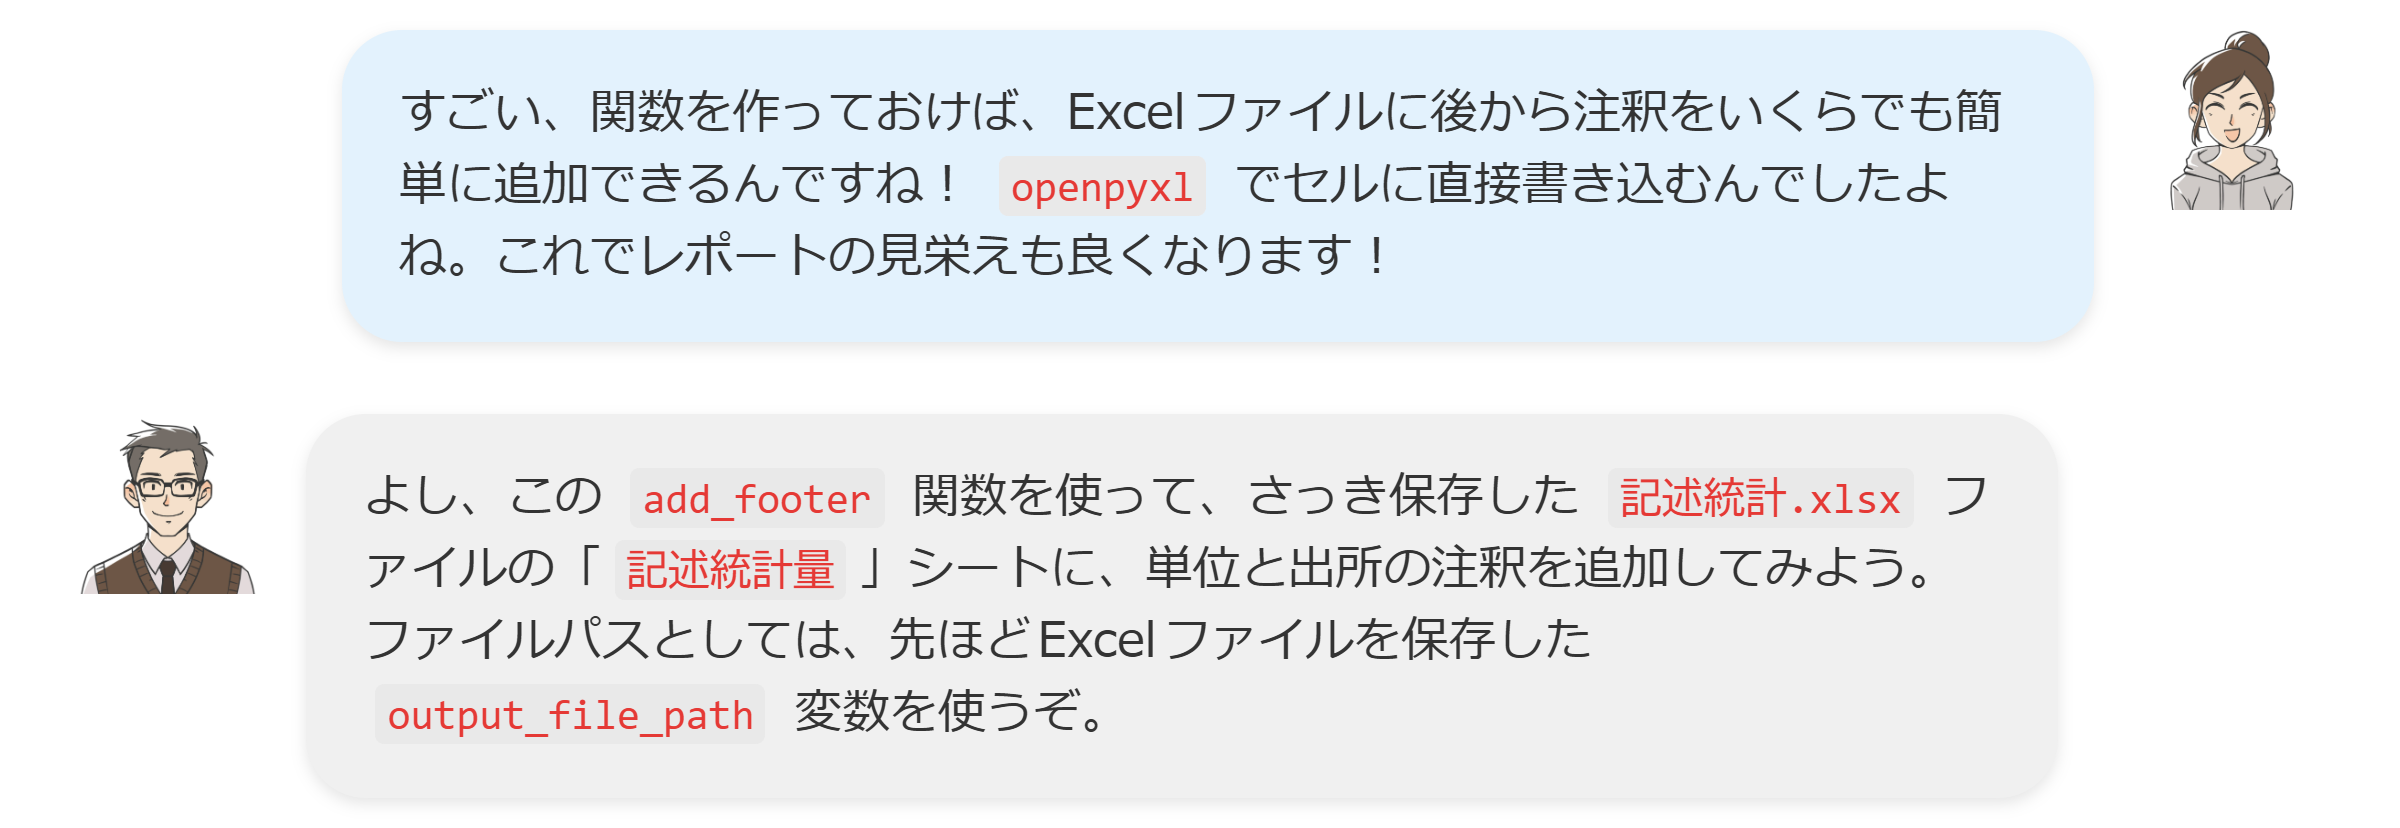 すごい、関数を作っておけば、Excelファイルに後から注釈をいくらでも簡
単に追加できるんですね！ openpyxl でセルに直接書き込むんでしたよ
ね。これでレポートの見栄えも良くなります！
よし、この add_footer 関数を使って、さっき保存した 記述統計.xlsx フ
ァイルの「 記述統計量 」シートに、単位と出所の注釈を追加してみよう。
ファイルパスとしては、先ほどExcelファイルを保存した
output_file_path 変数を使うぞ。